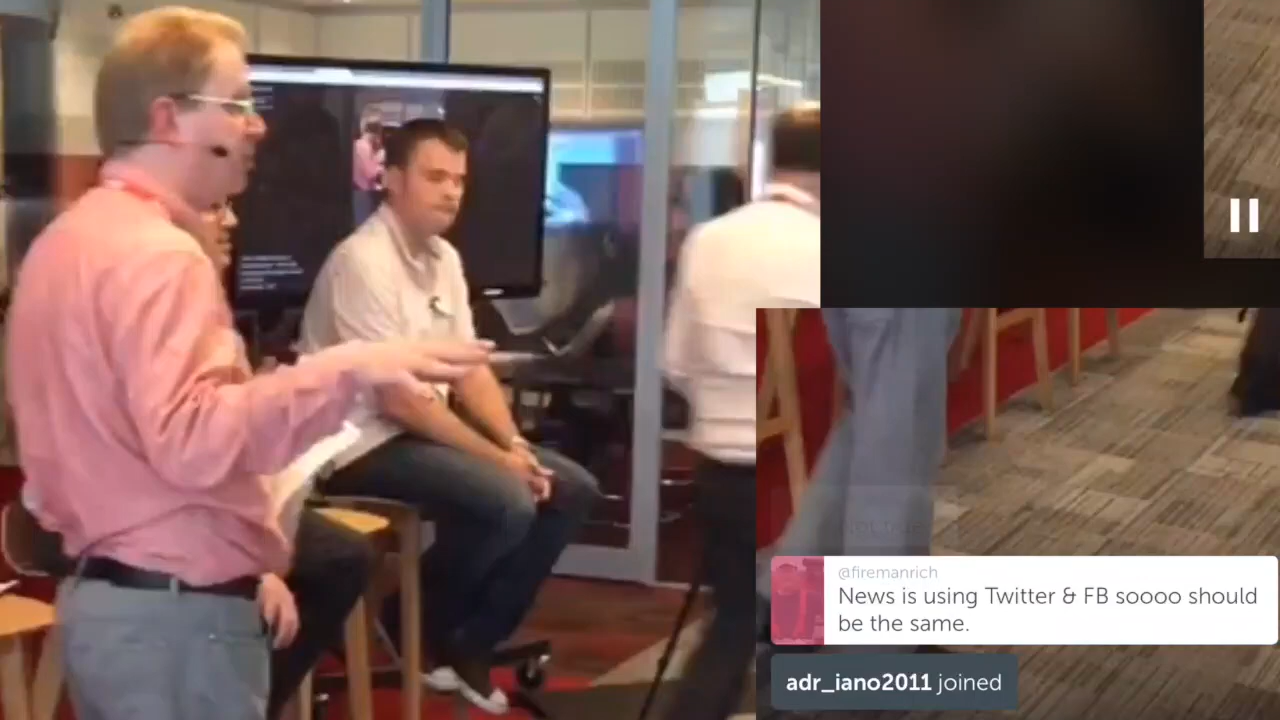 @firemanrich
News is using Twitter & FB soooo should
be the same.
adr_iano2011 joined